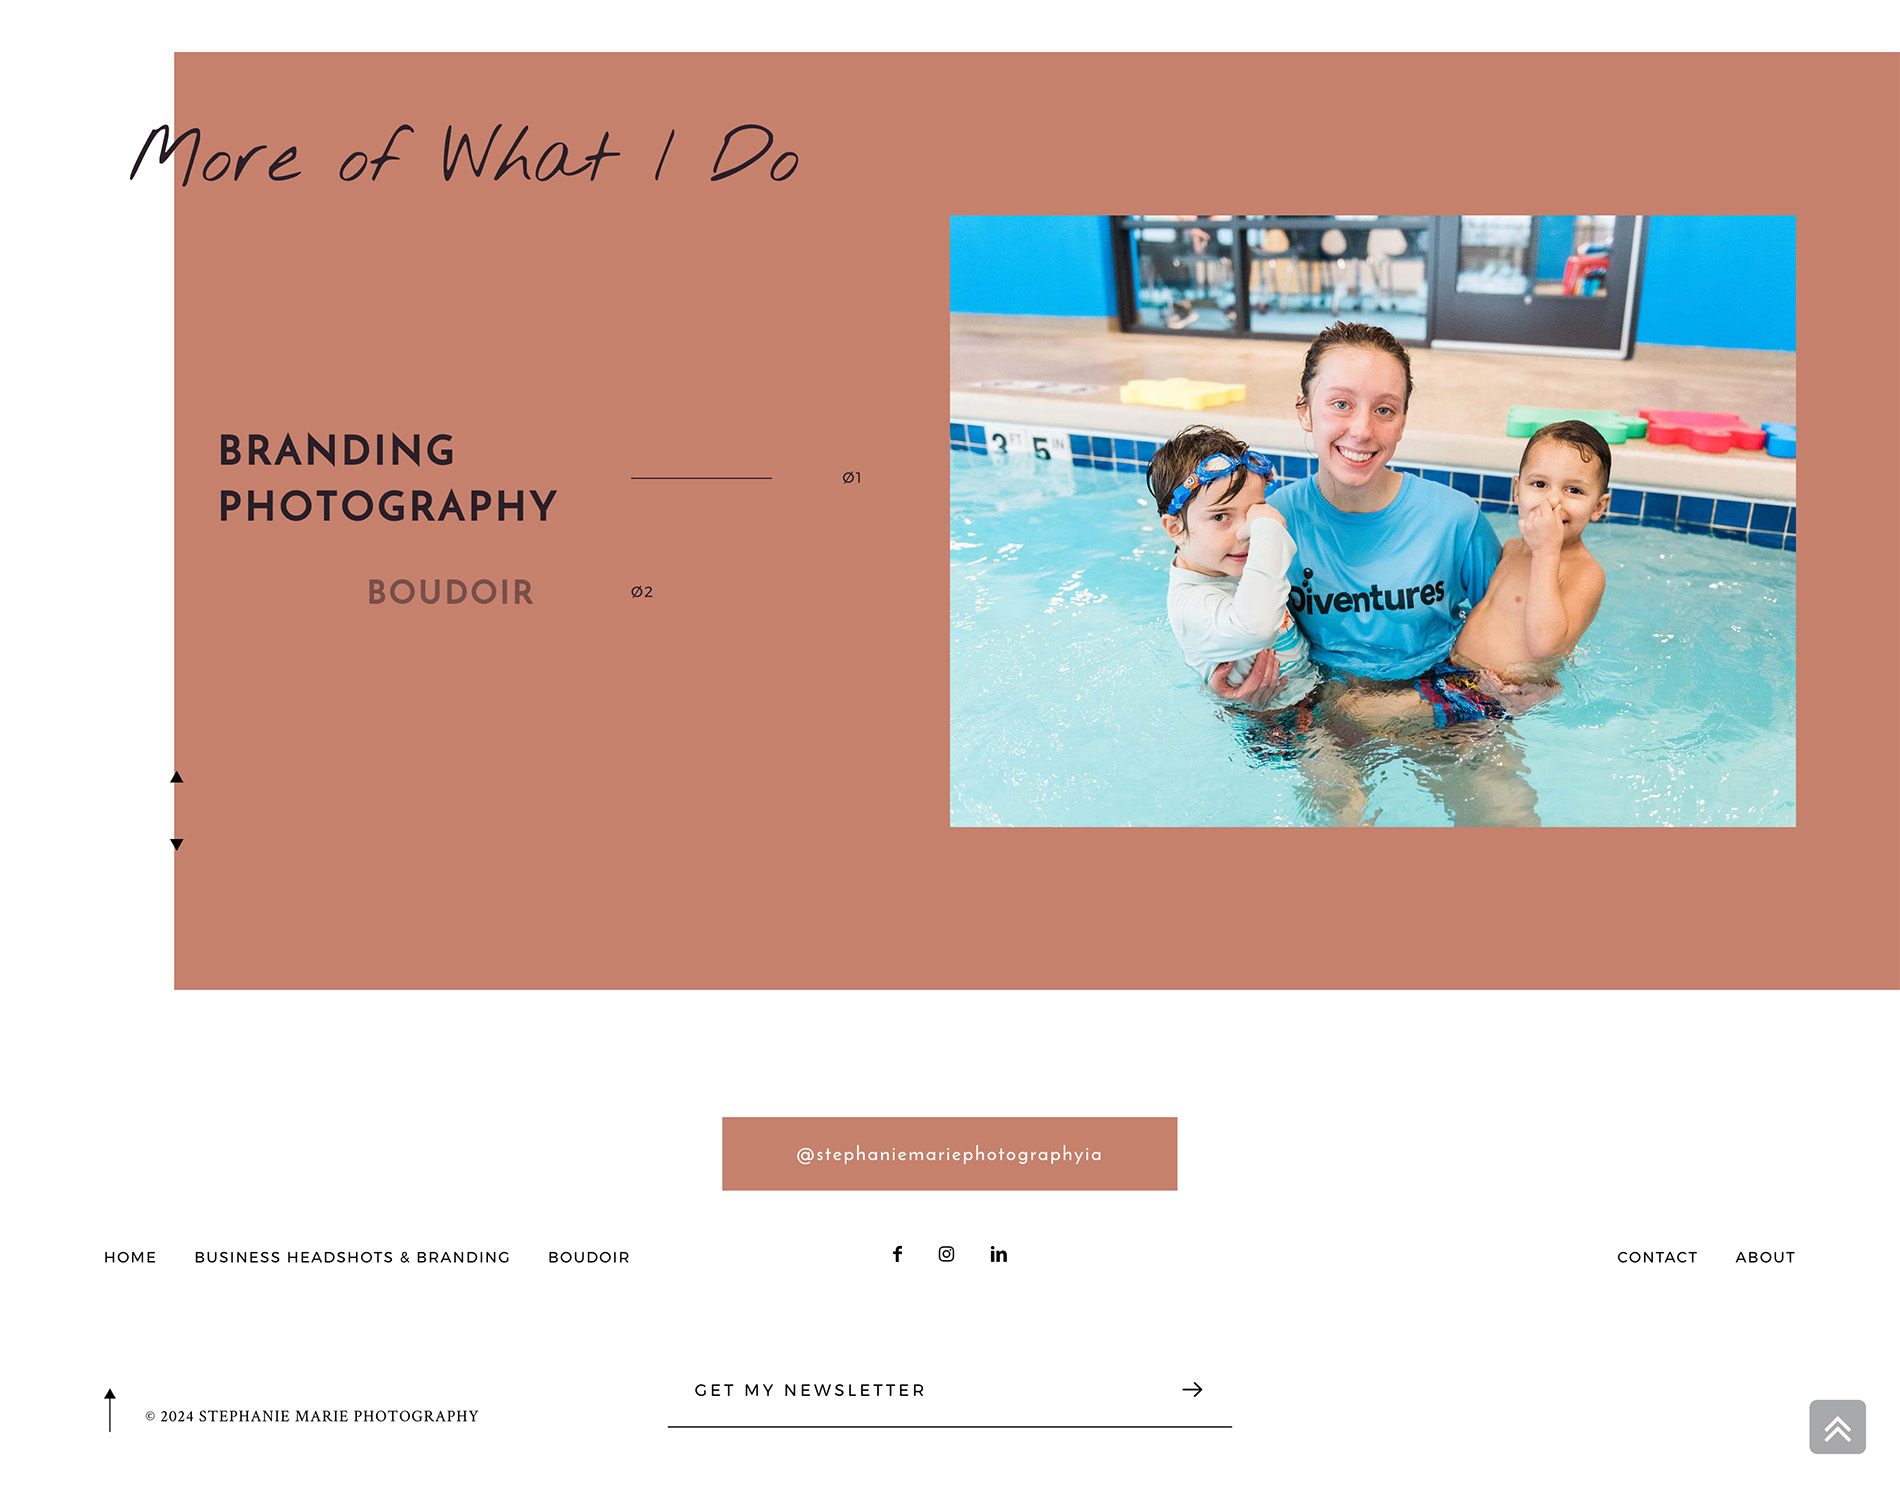 More of What I Do
BRANDING
PHOTOGRAPHY
Ø1
BOUDOIR
Ø2
3 FT 5 IN
Diventures
@stephaniemariephotographyia
HOME BUSINESS HEADSHOTS & BRANDING BOUDOIR
CONTACT ABOUT
GET MY NEWSLETTER
© 2024 STEPHANIE MARIE PHOTOGRAPHY